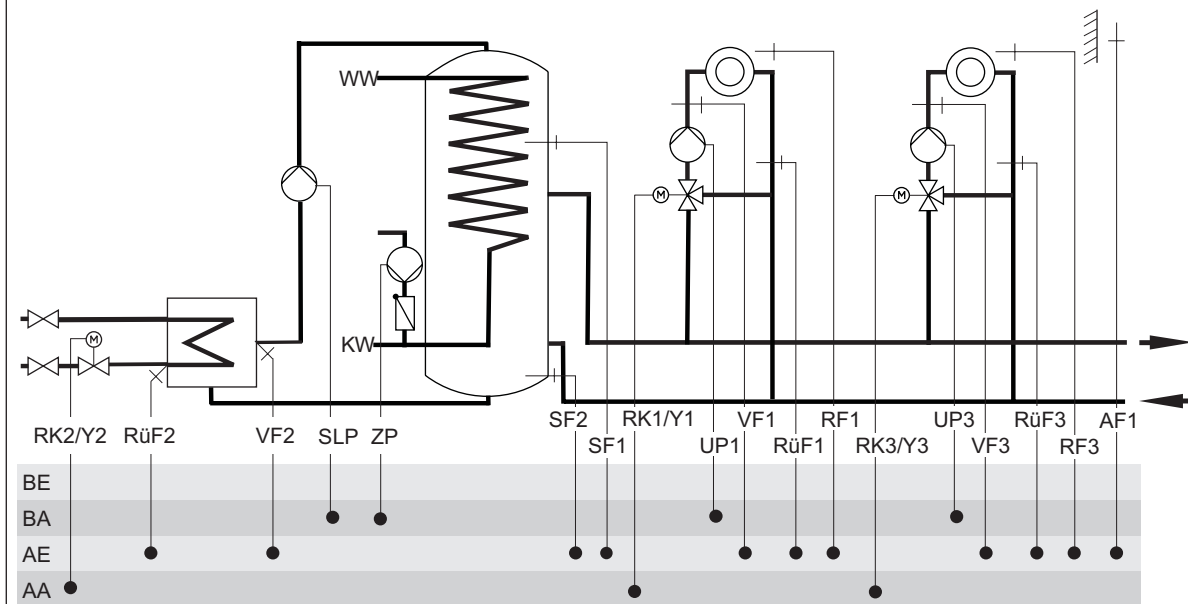 WW
M
M
KW
M
RK2/Y2 RüF2 VF2 SLP ZP SF2 SF1 RK1/Y1 UP1 VF1 RüF1 RF1 RK3/Y3 UP3 VF3 RüF3 RF3 AF1
BE
BA
AE
AA